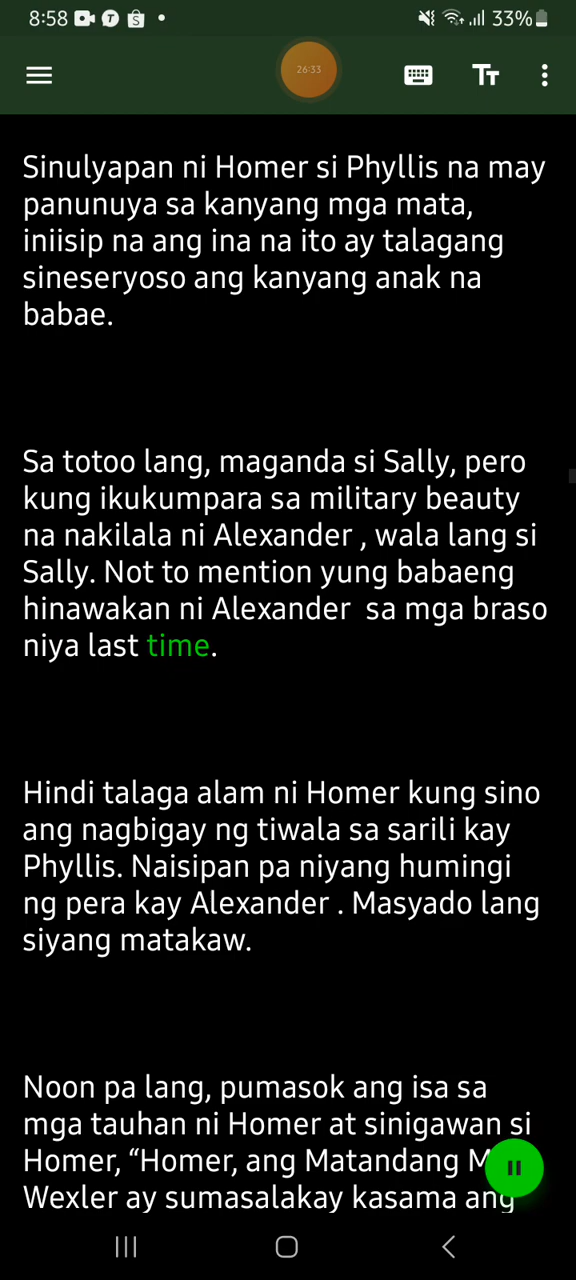 8:58
33%
26:33
Tт
Sinulyapan ni Homer si Phyllis na may
panunuya sa kanyang mga mata,
iniisip na ang ina na ito ay talagang
sineseryoso ang kanyang anak na
babae.
Sa totoo lang, maganda si Sally, pero
kung ikukumpara sa military beauty
na nakilala ni Alexander , wala lang si
Sally. Not to mention yung babaeng
hinawakan ni Alexander  sa mga braso
niya last time.
Hindi talaga alam ni Homer kung sino
ang nagbigay ng tiwala sa sarili kay
Phyllis. Naisipan pa niyang humingi
ng pera kay Alexander . Masyado lang
siyang matakaw.
Noon pa lang, pumasok ang isa sa
mga tauhan ni Homer at sinigawan si
Homer, “Homer, ang Matandang
Wexler ay sumasalakay kasama ang